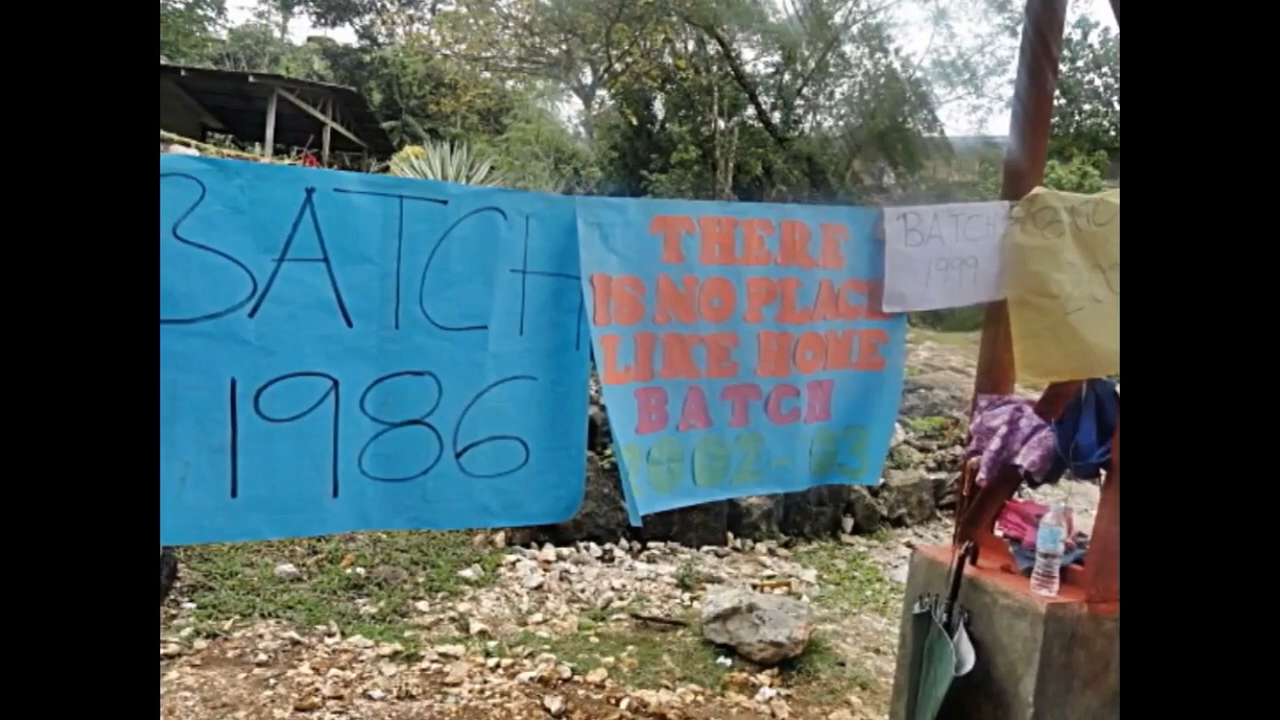 BATCH
1986
THERE
IS NO PLACE
LIKE HOME
BATCH
2002-03
BATCH
1999